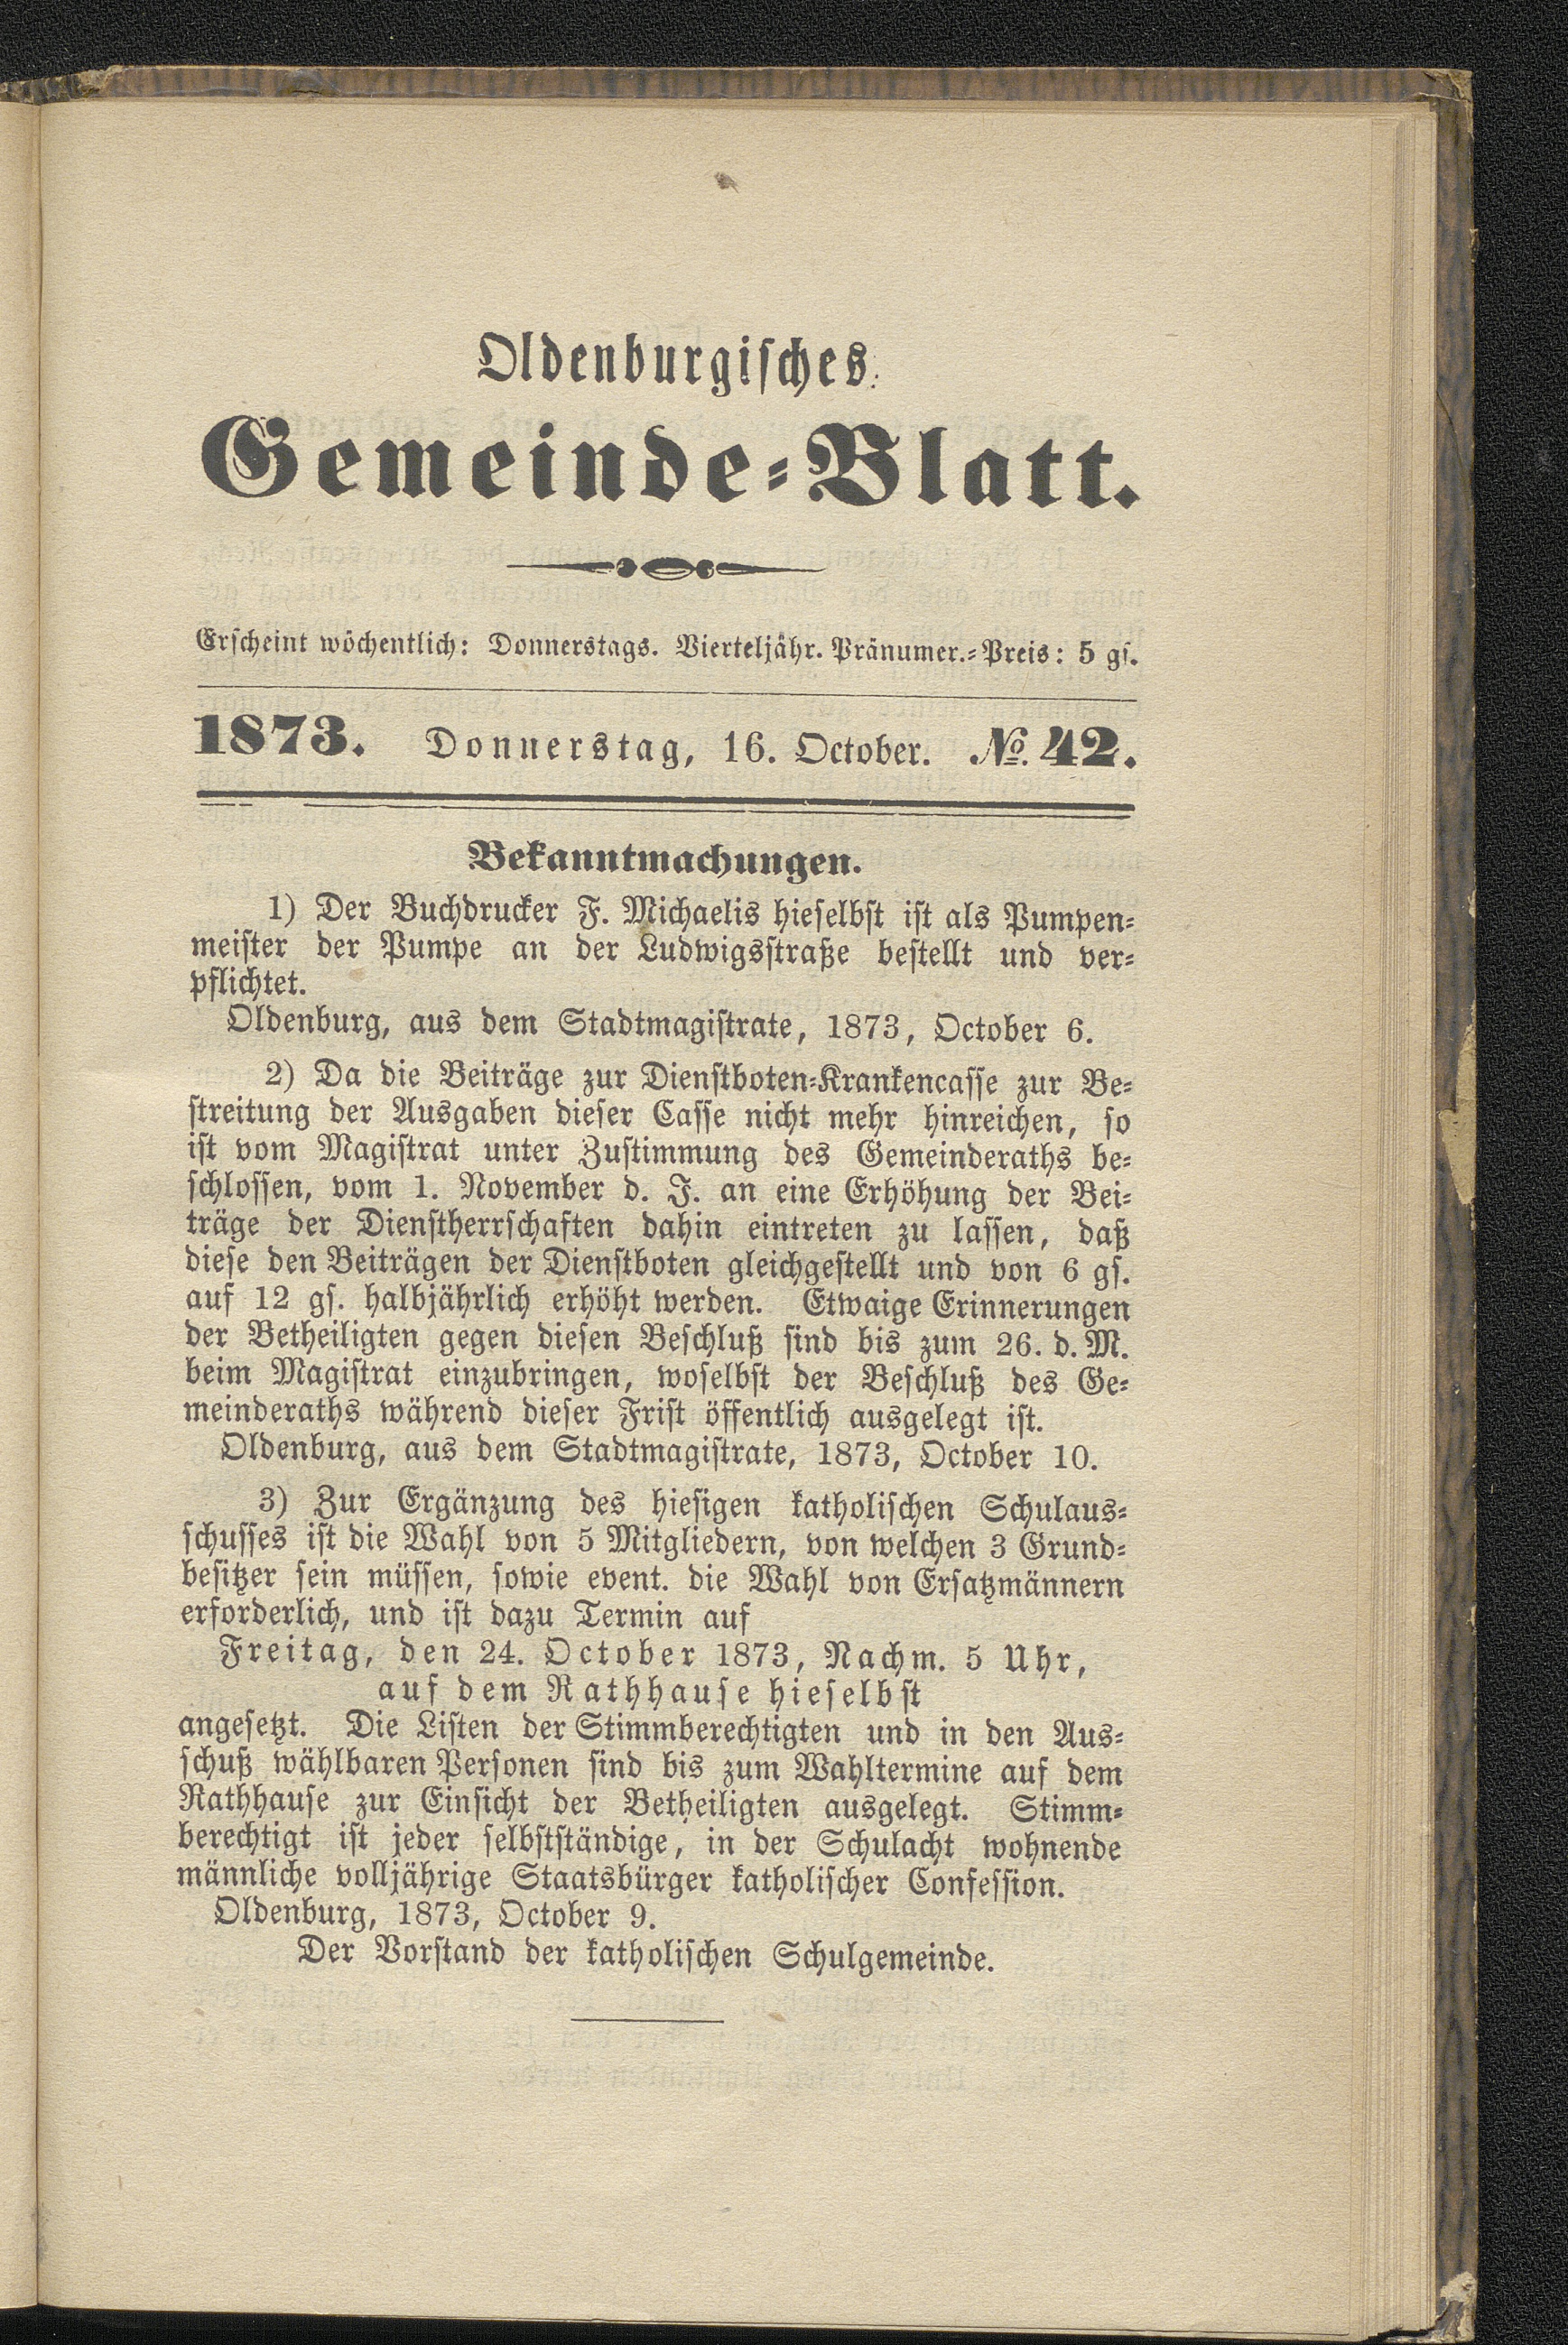 Oldenburgisches
Gemeinde-Blatt.
Erscheint wöchentlich: Donnerstags. Vierteljähr. Pränumer.-Preis: 5 gs.
1873. Donnerstag, 16. October. №. 42.
Bekanntmachungen.
1) Der Buchdrucker F. Michaelis hieselbst ist als Pumpen-
meister der Pumpe an der Ludwigsstraße bestellt und ver-
pflichtet.
Oldenburg, aus dem Stadtmagistrate, 1873, October 6.
2) Da die Beiträge zur Dienstboten-Krankencasse zur Be-
streitung der Ausgaben dieser Casse nicht mehr hinreichen, so
ist vom Magistrat unter Zustimmung des Gemeinderaths be-
schlossen, vom 1. November d. J. an eine Erhöhung der Bei-
träge der Dienstherrschaften dahin eintreten zu lassen, daß
diese den Beiträgen der Dienstboten gleichgestellt und von 6 gs.
auf 12 gs. halbjährlich erhöht werden. Etwaige Erinnerungen
der Betheiligten gegen diesen Beschluß sind bis zum 26. d. M.
beim Magistrat einzubringen, woselbst der Beschluß des Ge-
meinderaths während dieser Frist öffentlich ausgelegt ist.
Oldenburg, aus dem Stadtmagistrate, 1873, October 10.
3) Zur Ergänzung des hiesigen katholischen Schulaus-
schusses ist die Wahl von 5 Mitgliedern, von welchen 3 Grund-
besitzer sein müssen, sowie event. die Wahl von Ersatzmännern
erforderlich, und ist dazu Termin auf
Freitag, den 24. October 1873, Nachm. 5 Uhr,
auf dem Rathhause hieselbst
angesetzt. Die Listen der Stimmberechtigten und in den Aus-
schuß wählbaren Personen sind bis zum Wahltermine auf dem
Rathhause zur Einsicht der Betheiligten ausgelegt. Stimm-
berechtigt ist jeder selbstständige, in der Schulacht wohnende
männliche volljährige Staatsbürger katholischer Confession.
Oldenburg, 1873, October 9.
Der Vorstand der katholischen Schulgemeinde.